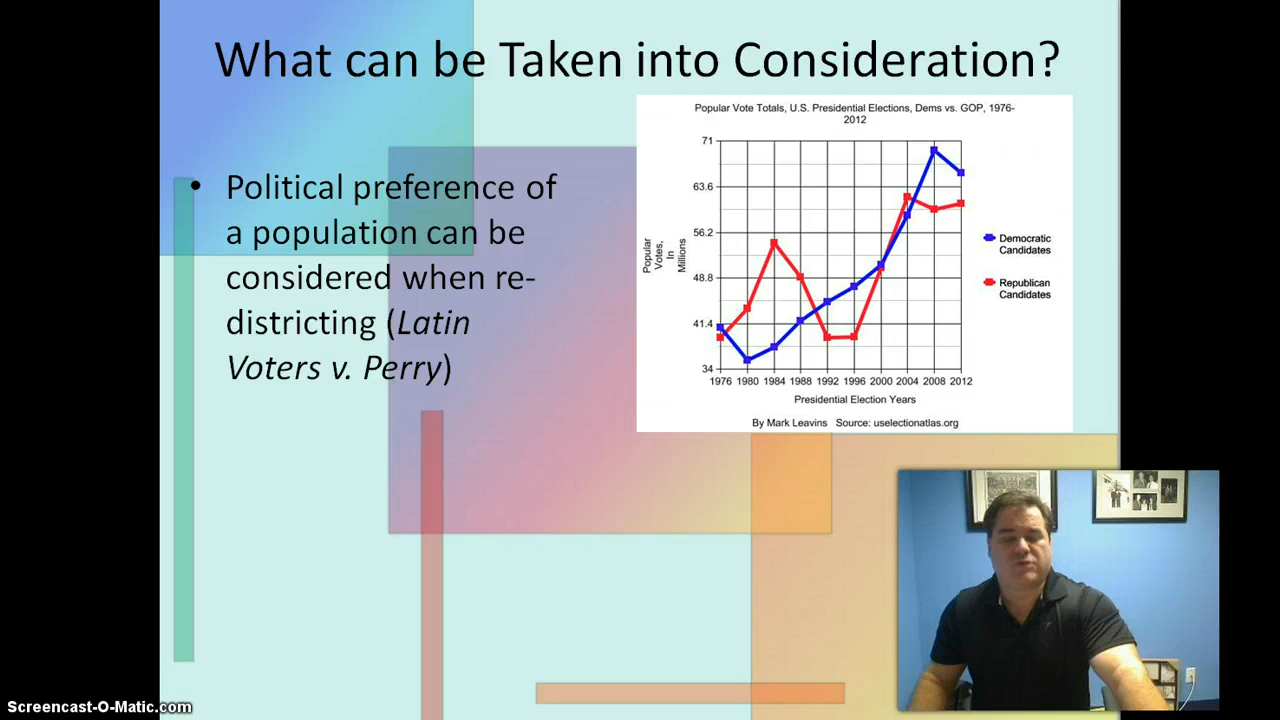 What can be Taken into Consideration?
• Political preference of
a population can be
considered when re-
districting (Latin
Voters v. Perry)
Popular Vote Totals, U.S. Presidential Elections, Dems vs. GOP, 1976-
2012
Popular
Votes,
In
Millions
71
63.6
56.2
48.8
41.4
34
1976 1980 1984 1988 1992 1996 2000 2004 2008 2012
Presidential Election Years
Democratic
Candidates
Republican
Candidates
By Mark Leavins Source: uselectionatlas.org
Screencast-O-Matic.com